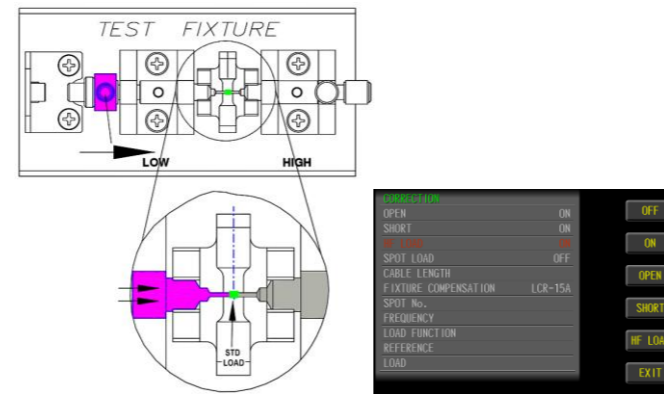 TEST FIXTURE
LOW
HIGH
STD
LOAD
CORRECTION
OPEN ON
SHORT ON
HF LOAD ON
SPOT LOAD OFF
CABLE LENGTH
FIXTURE COMPENSATION LCR-15A
SPOT No.
FREQUENCY
LOAD FUNCTION
REFERENCE
LOAD
OFF
ON
OPEN
SHORT
HF LOA
EXIT